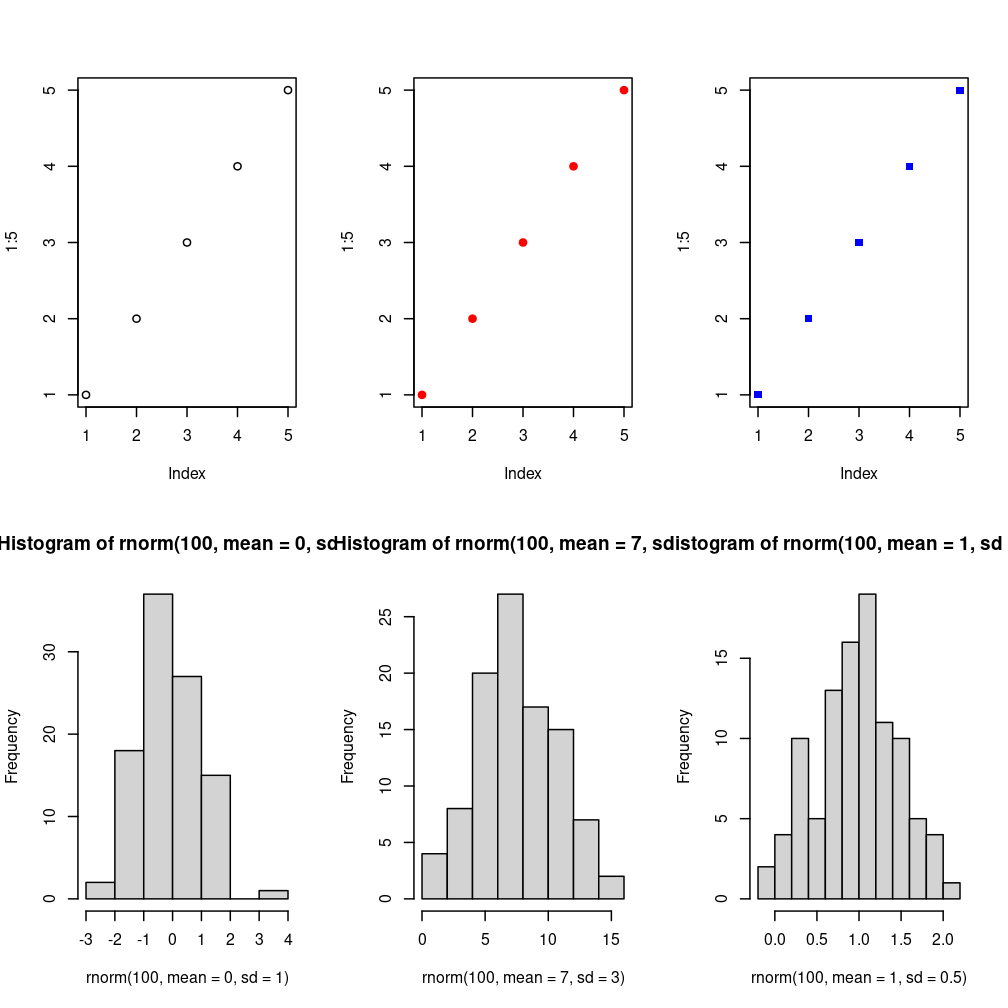 1:5
5
4
3
2
1
1 2 3 4 5
Index
1:5
5
4
3
2
1
1 2 3 4 5
Index
1:5
5
4
3
2
1
1 2 3 4 5
Index
Histogram of rnorm(100, mean = 0, sd
Histogram of rnorm(100, mean = 7, sd
istogram of rnorm(100, mean = 1, sd
Frequency
30
20
10
0
-3 -2 -1 0 1 2 3 4
rnorm(100, mean = 0, sd = 1)
Frequency
25
20
15
10
5
0
0 5 10 15
rnorm(100, mean = 7, sd = 3)
Frequency
15
10
5
0
0.0 0.5 1.0 1.5 2.0
rnorm(100, mean = 1, sd = 0.5)